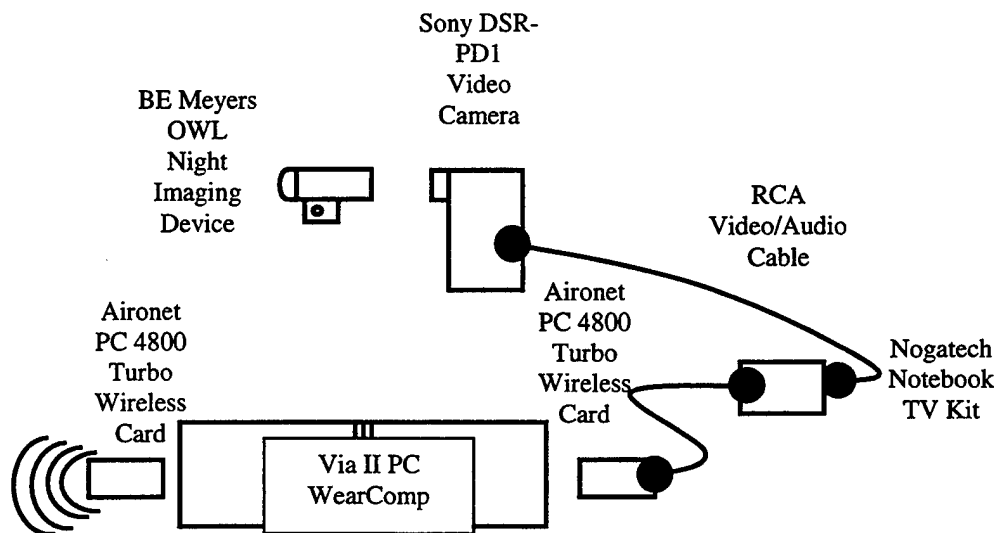 Sony DSR-
PD1
Video
Camera
BE Meyers
OWL
Night
Imaging
Device
RCA
Video/Audio
Cable
Aironet
PC 4800
Turbo
Wireless
Card
Aironet
PC 4800
Turbo
Wireless
Card
Nogatech
Notebook
TV Kit
Via II PC
WearComp